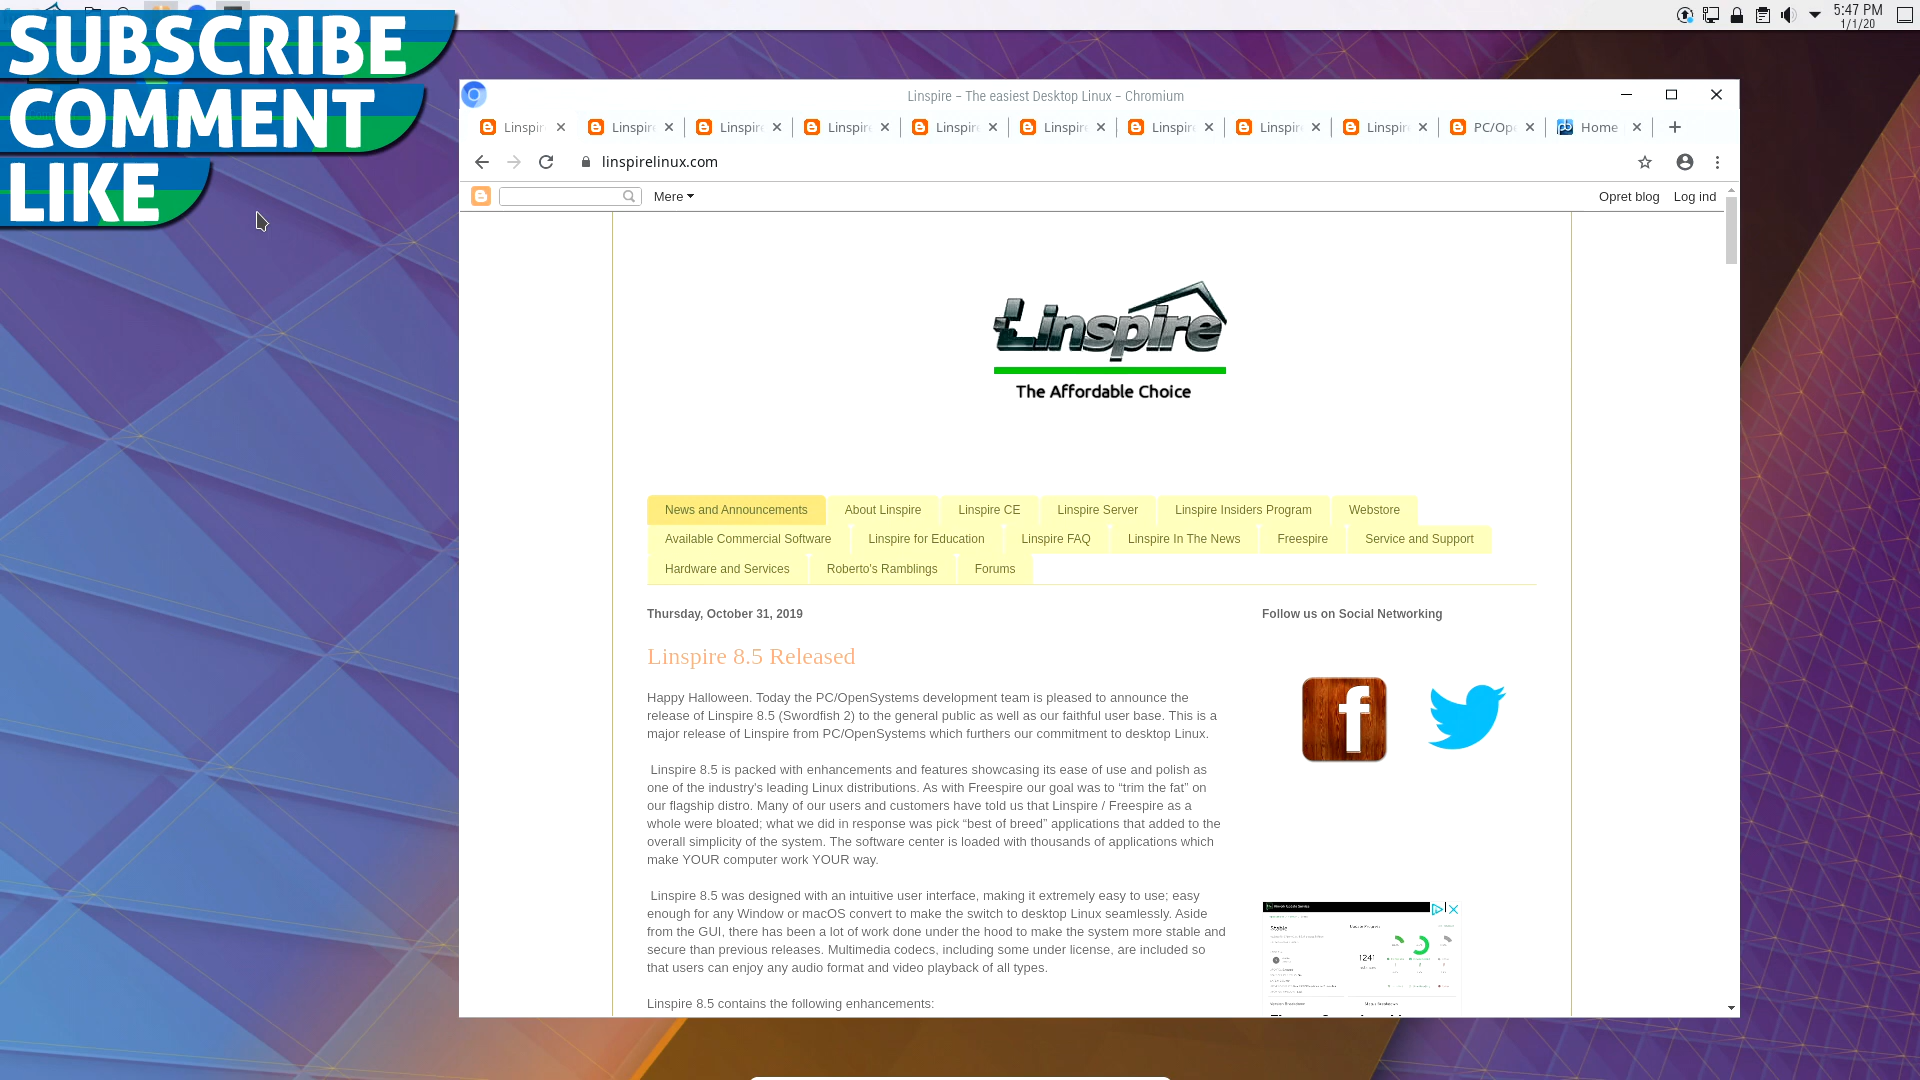 SUBSCRIBE
COMMENT
LIKE
5:47 PM
1/1/20
Linspire – The easiest Desktop Linux – Chromium
Linspir Linspire Linspire Linspire Linspire Linspire Linspire Linspire Linspire PC/Op Home
linspirelinux.com
Mere Opret blog Log ind
Linspire
The Affordable Choice
News and Announcements About Linspire Linspire CE Linspire Server Linspire Insiders Program Webstore
Available Commercial Software Linspire for Education Linspire FAQ Linspire In The News Freespire Service and Support
Hardware and Services Roberto's Ramblings Forums
Thursday, October 31, 2019
Linspire 8.5 Released
Happy Halloween. Today the PC/OpenSystems development team is pleased to announce the
release of Linspire 8.5 (Swordfish 2) to the general public as well as our faithful user base. This is a
major release of Linspire from PC/OpenSystems which furthers our commitment to desktop Linux.
Linspire 8.5 is packed with enhancements and features showcasing its ease of use and polish as
one of the industry's leading Linux distributions. As with Freespire our goal was to “trim the fat” on
our flagship distro. Many of our users and customers have told us that Linspire / Freespire as a
whole were bloated; what we did in response was pick “best of breed” applications that added to the
overall simplicity of the system. The software center is loaded with thousands of applications which
make YOUR computer work YOUR way.
Linspire 8.5 was designed with an intuitive user interface, making it extremely easy to use; easy
enough for any Window or macOS convert to make the switch to desktop Linux seamlessly. Aside
from the GUI, there has been a lot of work done under the hood to make the system more stable and
secure than previous releases. Multimedia codecs, including some under license, are included so
that users can enjoy any audio format and video playback of all types.
Linspire 8.5 contains the following enhancements:
Follow us on Social Networking
Stable
1241